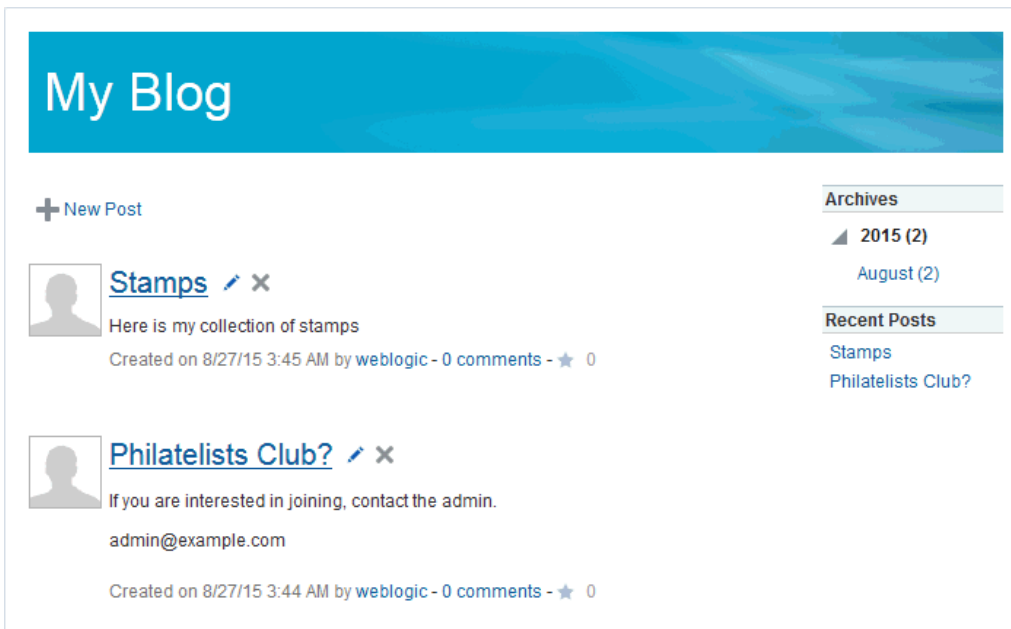 My Blog
New Post
Stamps
Here is my collection of stamps
Created on 8/27/15 3:45 AM by weblogic - 0 comments - 0
Philatelists Club?
If you are interested in joining, contact the admin.
admin@example.com
Created on 8/27/15 3:44 AM by weblogic - 0 comments - 0
Archives
2015 (2)
August (2)
Recent Posts
Stamps
Philatelists Club?